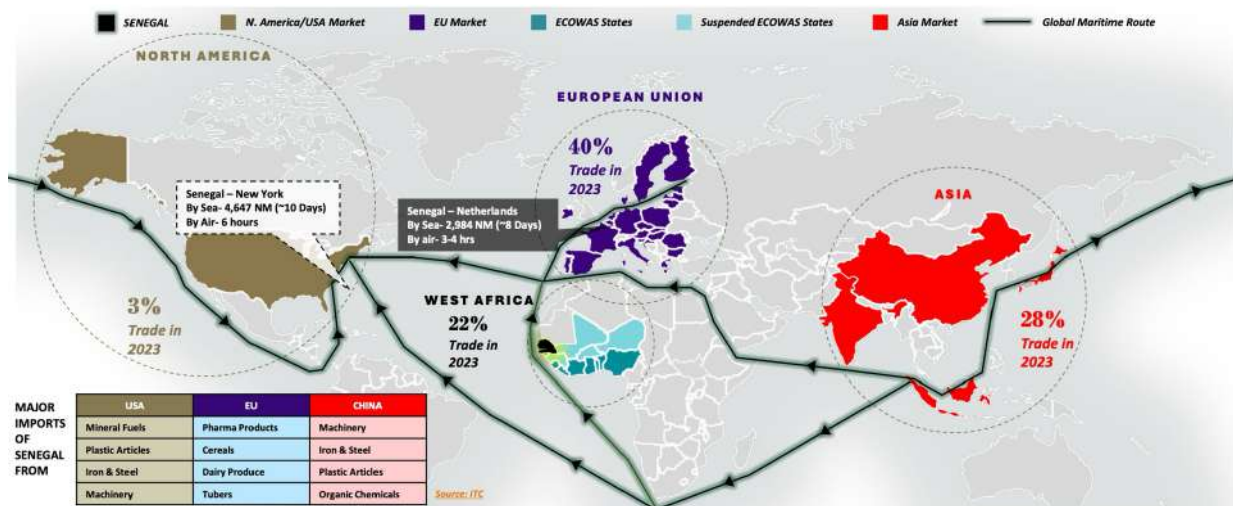 SENEGAL
N. America/USA Market
EU Market
ECOWAS States
Suspended ECOWAS States
Asia Market
Global Maritime Route
NORTH AMERICA
EUROPEAN UNION
40%
Trade in
2023
Senegal – New York
By Sea- 4,647 NM (~10 Days)
By Air- 6 hours
Senegal – Netherlands
By Sea- 2,984 NM (~8 Days)
By air- 3-4 hrs
ASIA
3%
Trade in
2023
WEST AFRICA
22%
Trade in
2023
28%
Trade in
2023
MAJOR
IMPORTS
OF
SENEGAL
FROM
USA
EU
CHINA
Mineral Fuels
Pharma Products
Machinery
Plastic Articles
Cereals
Iron & Steel
Iron & Steel
Dairy Produce
Plastic Articles
Machinery
Tubers
Organic Chemicals
Source: ITC